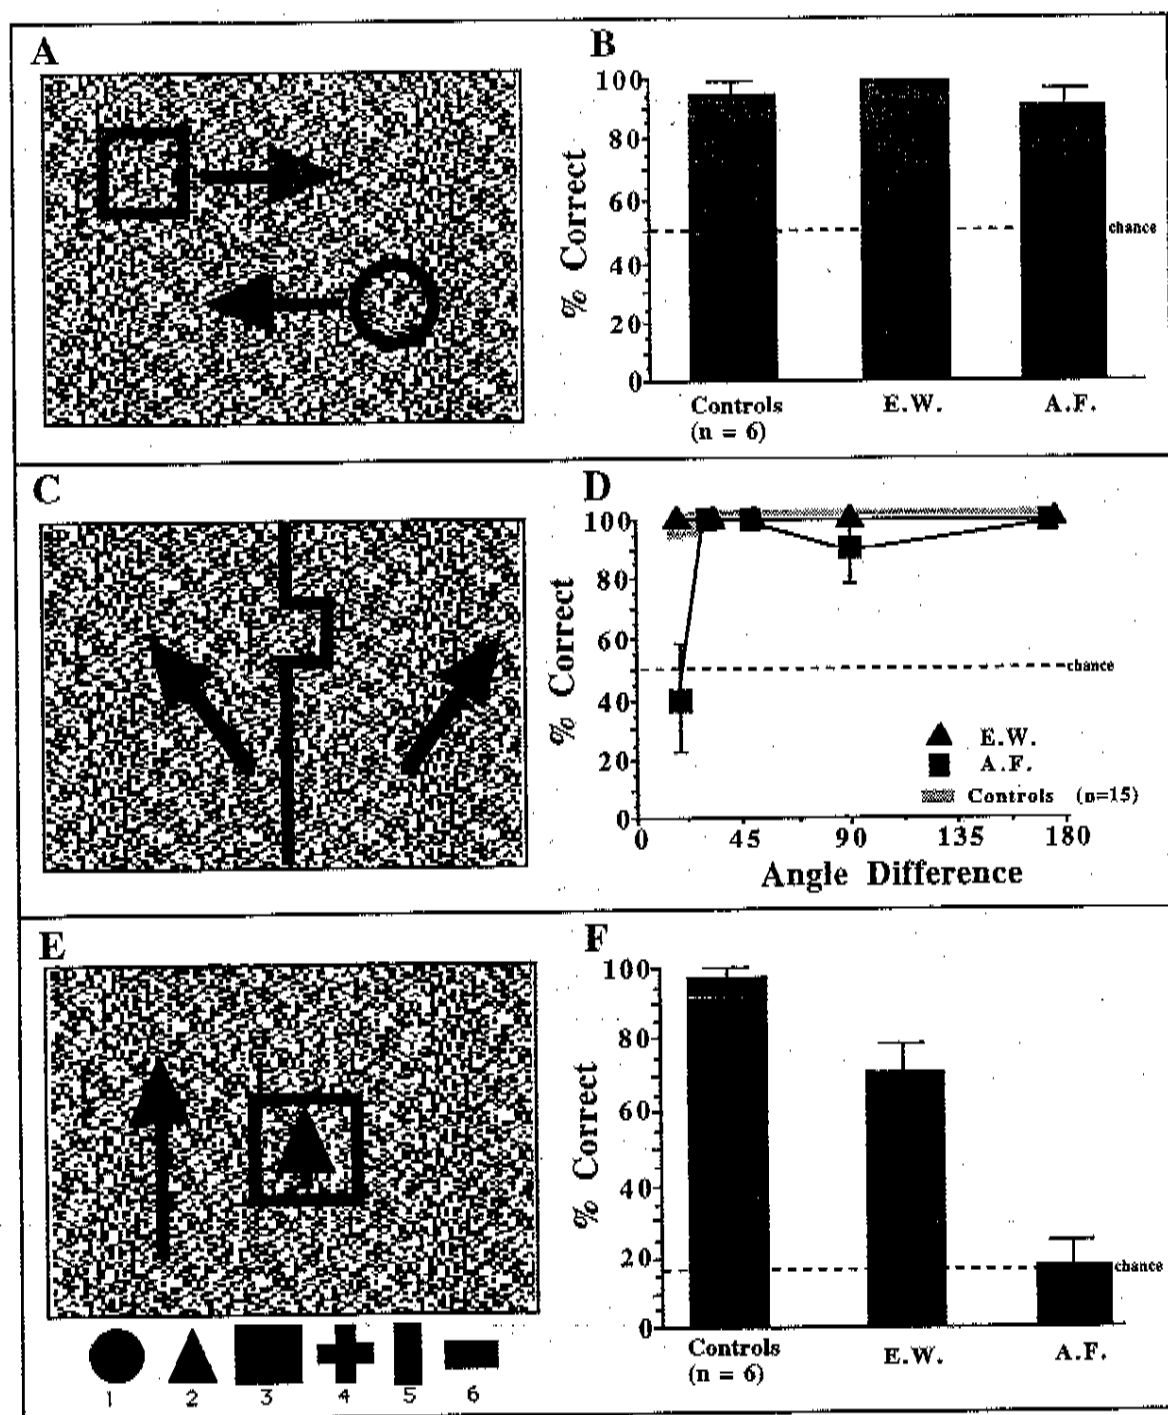 A
B
100
80
60
40
20
0
% Correct
chance
Controls
(n = 6)
E.W.
A.F.
C
D
100
80
60
40
20
0
% Correct
chance
E.W.
A.F.
Controls (n=15)
0 45 90 135 180
Angle Difference
E
F
100
80
60
40
20
0
% Correct
chance
Controls
(n = 6)
E.W.
A.F.
1 2 3 4 5 6